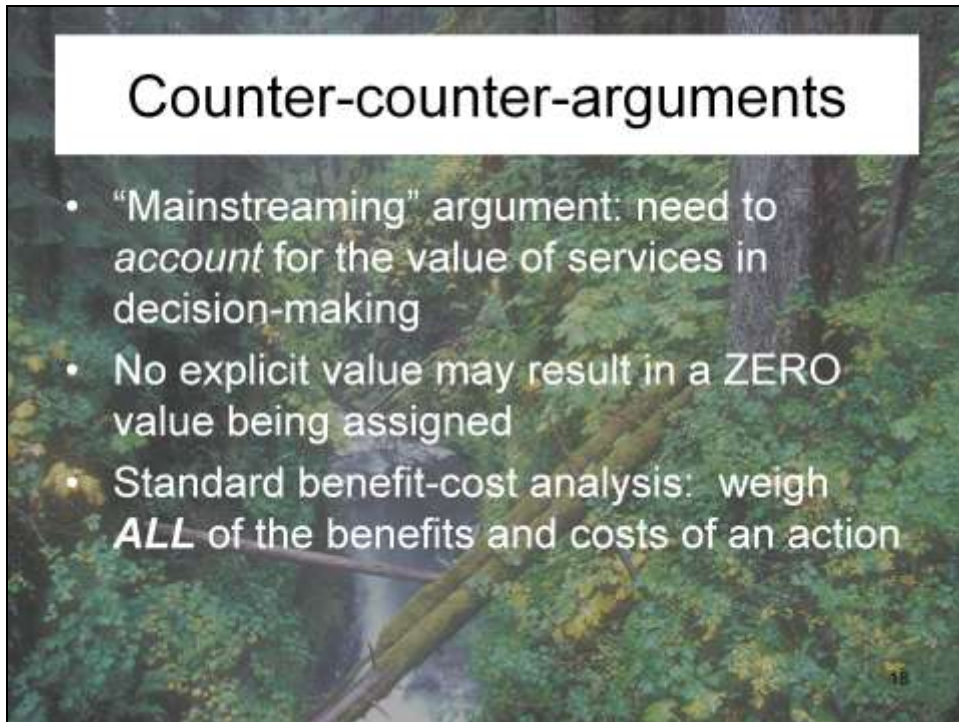 Counter-counter-arguments
• “Mainstreaming” argument: need to
account for the value of services in
decision-making
• No explicit value may result in a ZERO
value being assigned
• Standard benefit-cost analysis:  weigh
ALL of the benefits and costs of an action
18